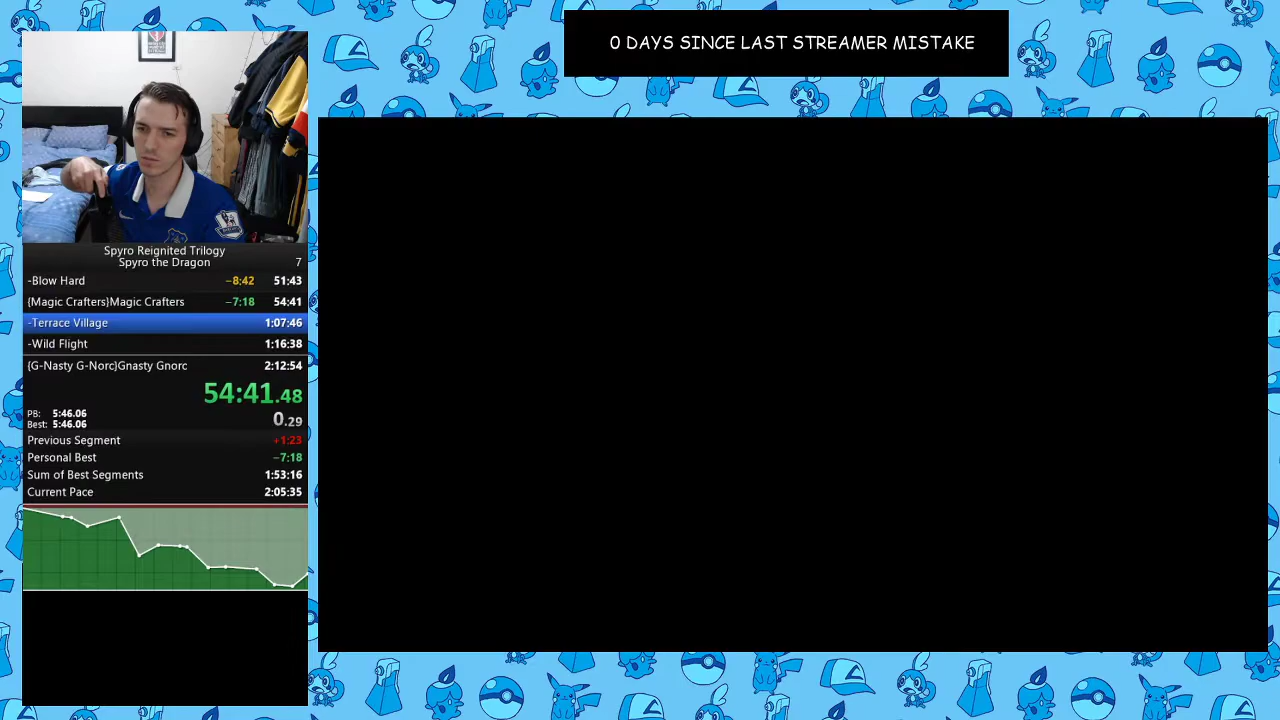 0 DAYS SINCE LAST STREAMER MISTAKE
Spyro Reignited Trilogy
Spyro the Dragon 7
-Blow Hard −8:42 51:43
{Magic Crafters}Magic Crafters −7:18 54:41
-Terrace Village 1:07:46
-Wild Flight 1:16:38
{G-Nasty G-Norc}Gnasty Gnorc 2:12:54
54:41.48
PB: 5:46.06
Best: 5:46.06
0.29
Previous Segment +1:23
Personal Best −7:18
Sum of Best Segments 1:53:16
Current Pace 2:05:35